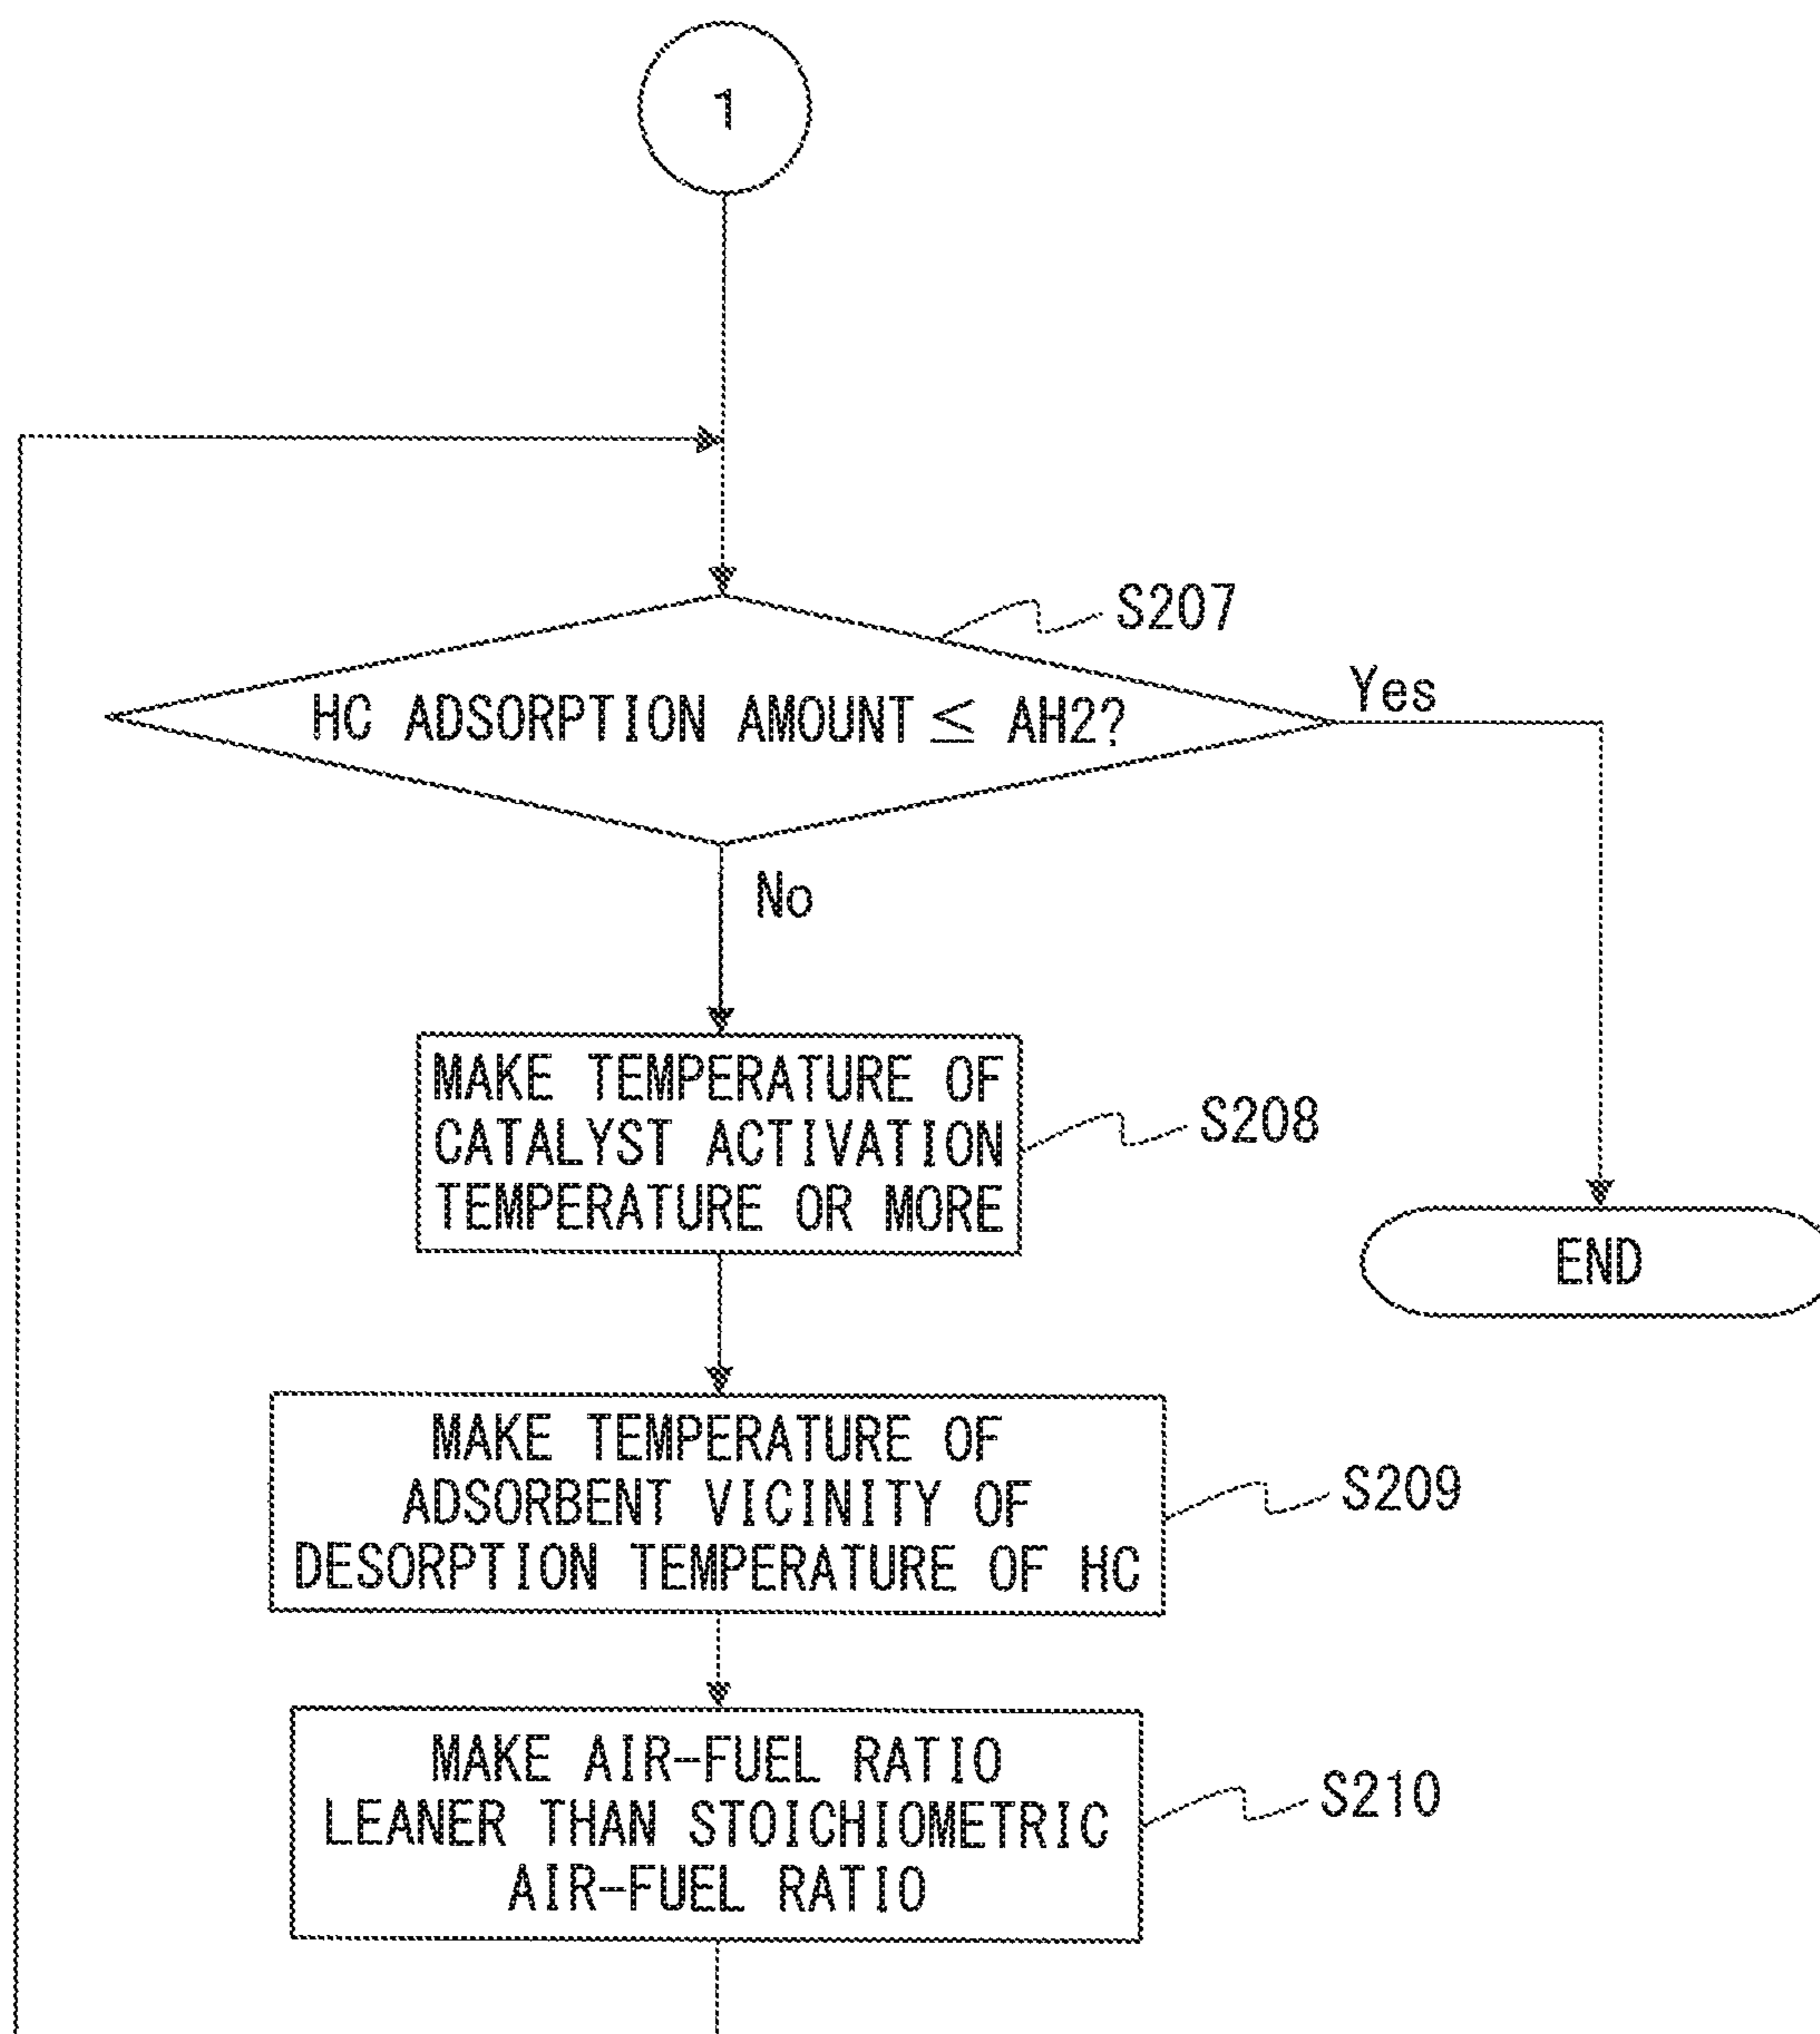 1
S207
HC ADSORPTION AMOUNT ≤ AH2?
Yes
No
MAKE TEMPERATURE OF
CATALYST ACTIVATION
TEMPERATURE OR MORE
S208
END
MAKE TEMPERATURE OF
ADSORBENT VICINITY OF
DESORPTION TEMPERATURE OF HC
S209
MAKE AIR-FUEL RATIO
LEANER THAN STOICHIOMETRIC
AIR-FUEL RATIO
S210